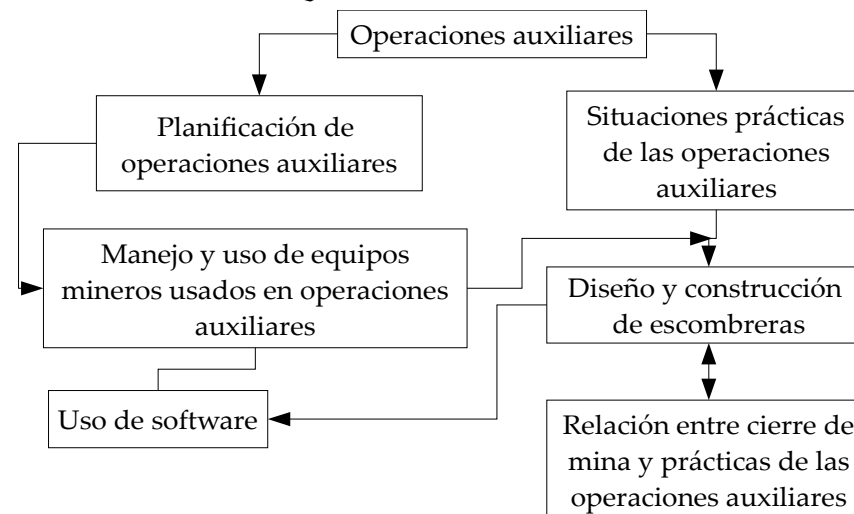 Operaciones auxiliares
Planificación de
operaciones auxiliares
Situaciones prácticas
de las operaciones
auxiliares
Manejo y uso de equipos
mineros usados en operaciones
auxiliares
Diseño y construcción
de escombreras
Uso de software
Relación entre cierre de
mina y prácticas de las
operaciones auxiliares